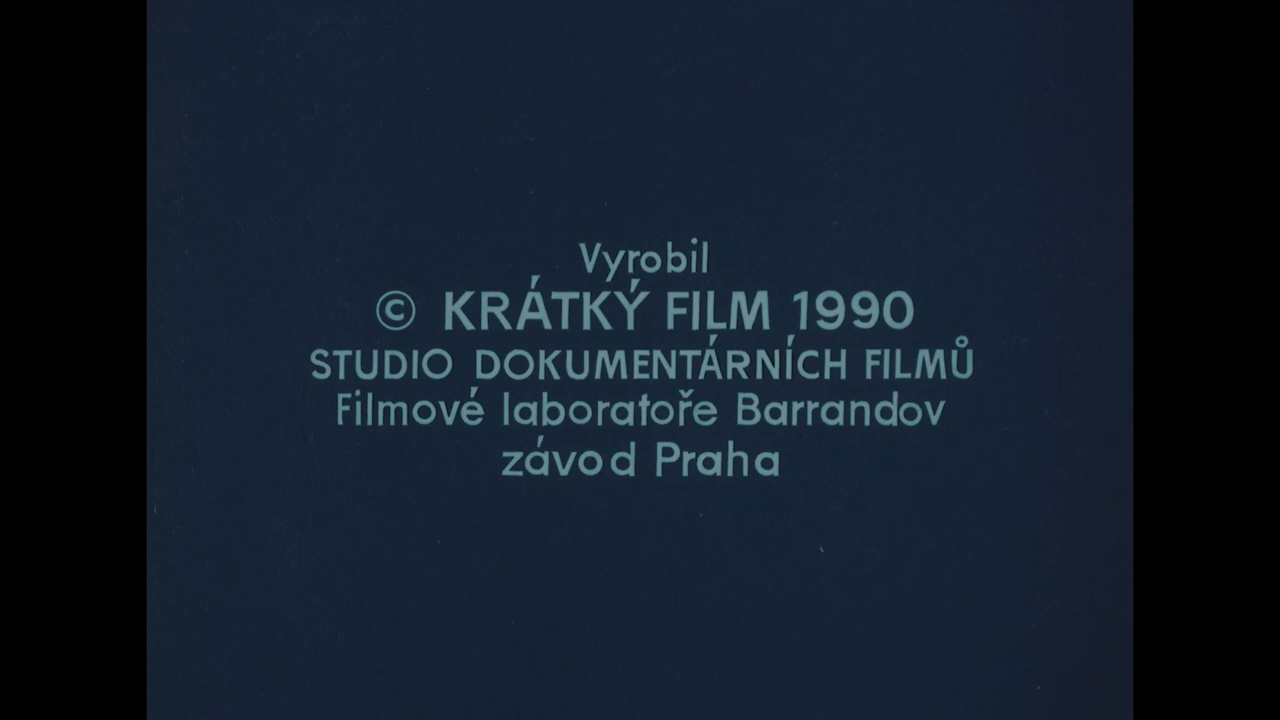 Vyrobil
© KRÁTKÝ FILM 1990
STUDIO DOKUMENTÁRNÍCH FILMŮ
Filmové laboratoře Barrandov
závod Praha